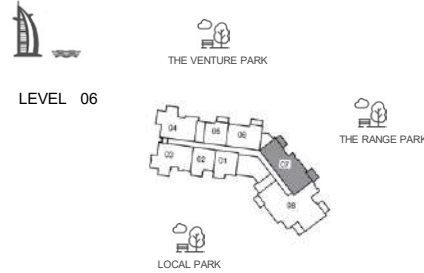 THE VENTURE PARK
LEVEL 06
THE RANGE PARK
04
05
06
03
02
01
07
08
LOCAL PARK